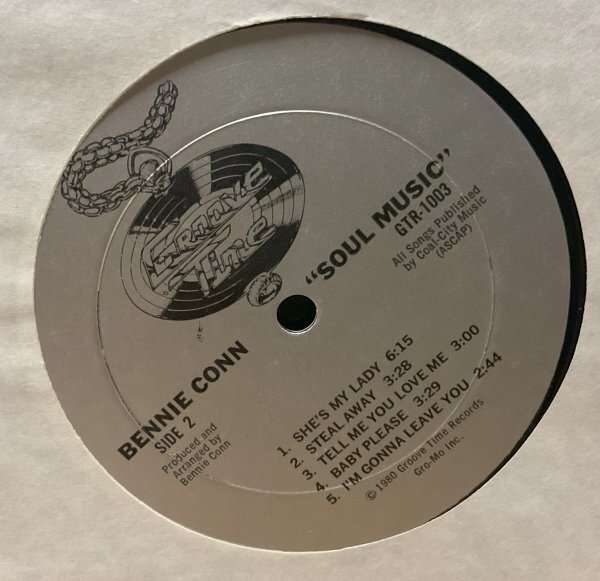 Groove
Time
"SOUL MUSIC"
GTR-1003
All Songs Published
by Coal-City Music
(ASCAP)
BENNIE CONN
SIDE 2
Produced and
Arranged by
Bennie Conn
1. SHE'S MY LADY 6:15
2. STEAL AWAY 3:28
3. TELL ME YOU LOVE ME 3:00
4. BABY PLEASE 3:29
5. I'M GONNA LEAVE YOU 2:44
© 1980 Groove Time Records
Gro-Mo Inc.